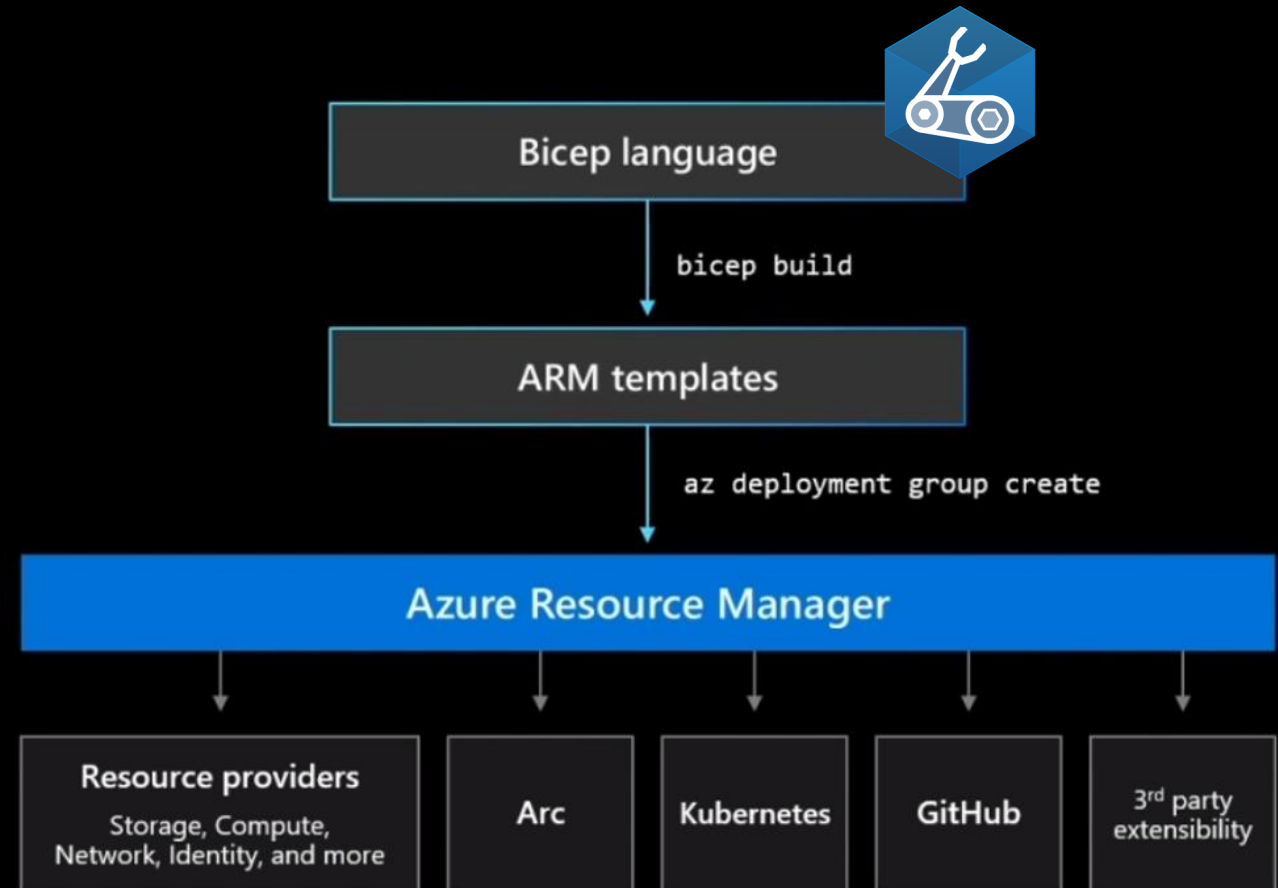 Bicep language
bicep build
ARM templates
az deployment group create
Azure Resource Manager
Resource providers
Storage, Compute,
Network, Identity, and more
Arc
Kubernetes
GitHub
3rd party
extensibility